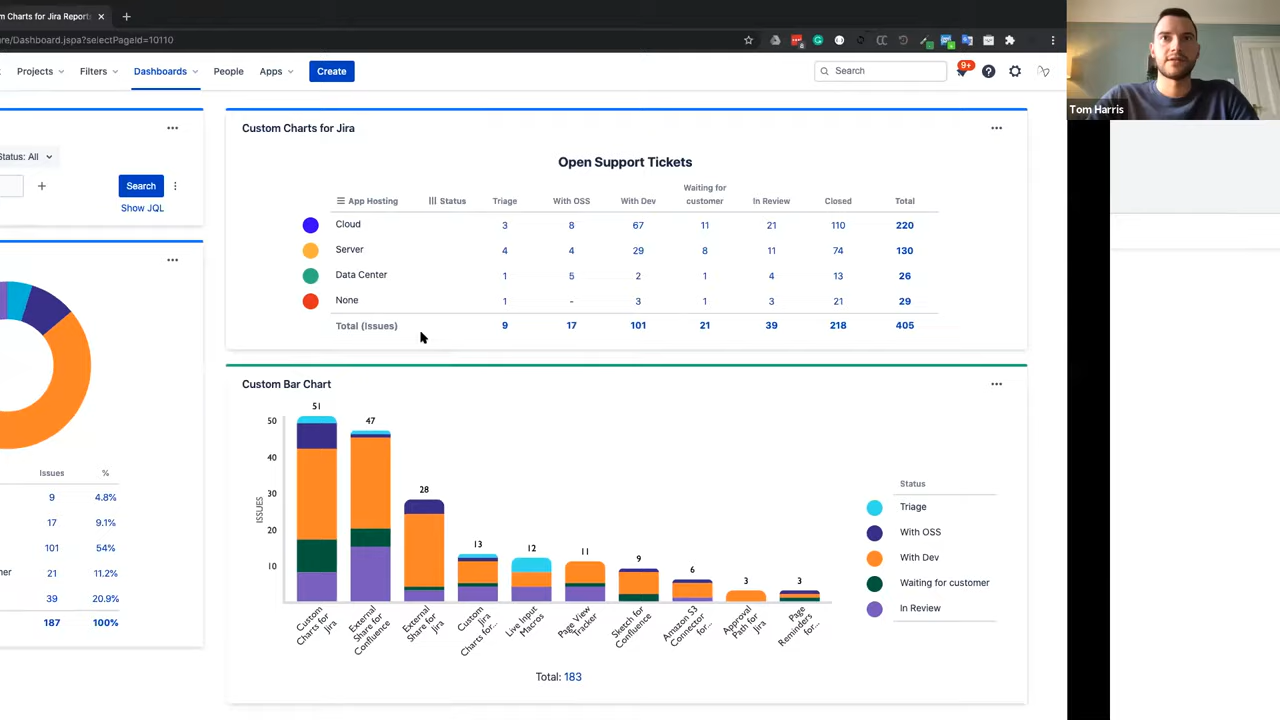 m Charts for Jira Report
re/Dashboard.jspa?selectPageId=10110
Projects Filters Dashboards People Apps Create Search 9+
Tom Harris
Status: All
Search
Show JQL
Issues %
9 4.8%
17 9.1%
101 54%
mer 21 11.2%
39 20.9%
187 100%
Custom Charts for Jira
Open Support Tickets
App Hosting Status Triage With OSS With Dev Waiting for customer In Review Closed Total
Cloud 3 8 67 11 21 110 220
Server 4 4 29 8 11 74 130
Data Center 1 5 2 1 4 13 26
None 1 - 3 1 3 21 29
Total (Issues) 9 17 101 21 39 218 405
Custom Bar Chart
ISSUES
50
40
30
20
10
51 47 28 13 12 11 9 6 3 3
Custom Charts for Jira
External Share for Confluence
External Share for Jira
Custom Jira Charts for...
Live Input Macros
Page View Tracker
Sketch for Confluence
Amazon S3 Connector for...
Approval Path for Jira
Page Reminders for...
Total: 183
Status
Triage
With OSS
With Dev
Waiting for customer
In Review